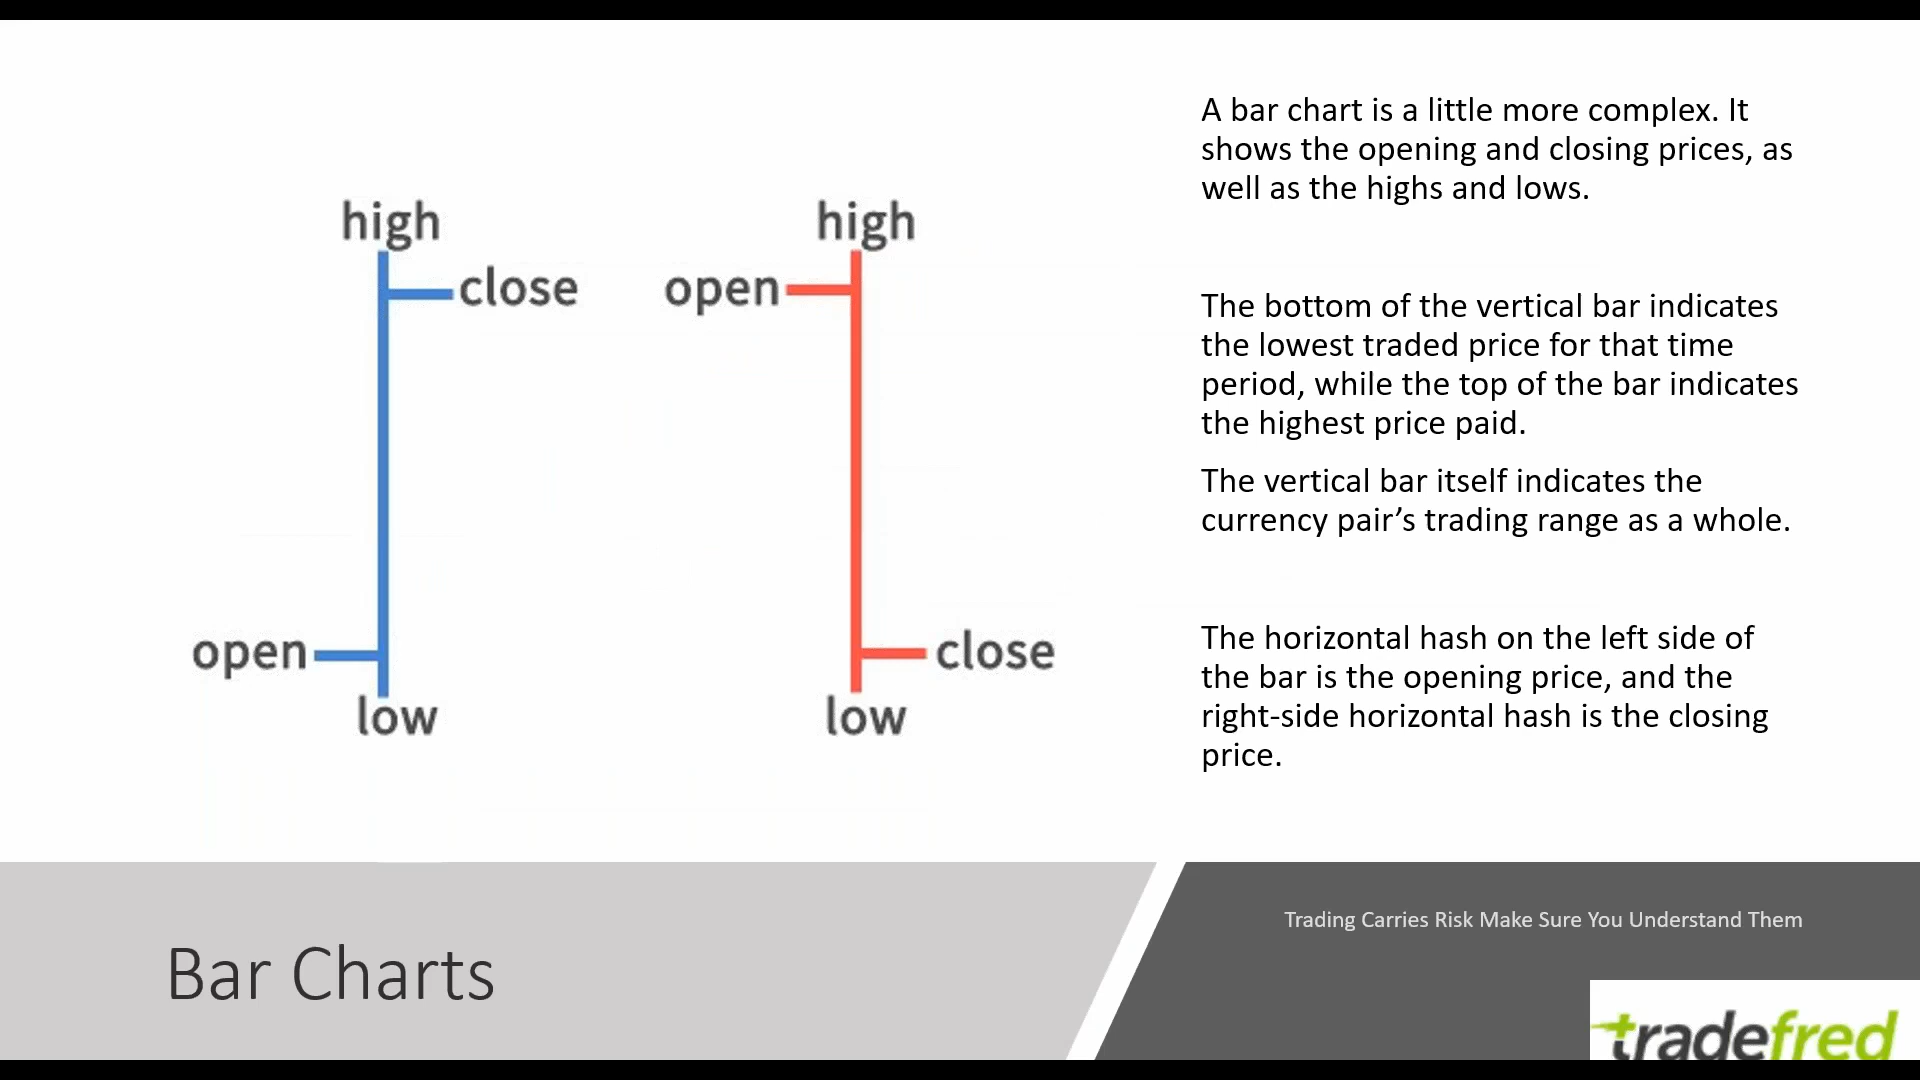 high
close
open
low
high
open
close
low
A bar chart is a little more complex. It
shows the opening and closing prices, as
well as the highs and lows.
The bottom of the vertical bar indicates
the lowest traded price for that time
period, while the top of the bar indicates
the highest price paid.
The vertical bar itself indicates the
currency pair’s trading range as a whole.
The horizontal hash on the left side of
the bar is the opening price, and the
right-side horizontal hash is the closing
price.
Bar Charts
Trading Carries Risk Make Sure You Understand Them
tradefred